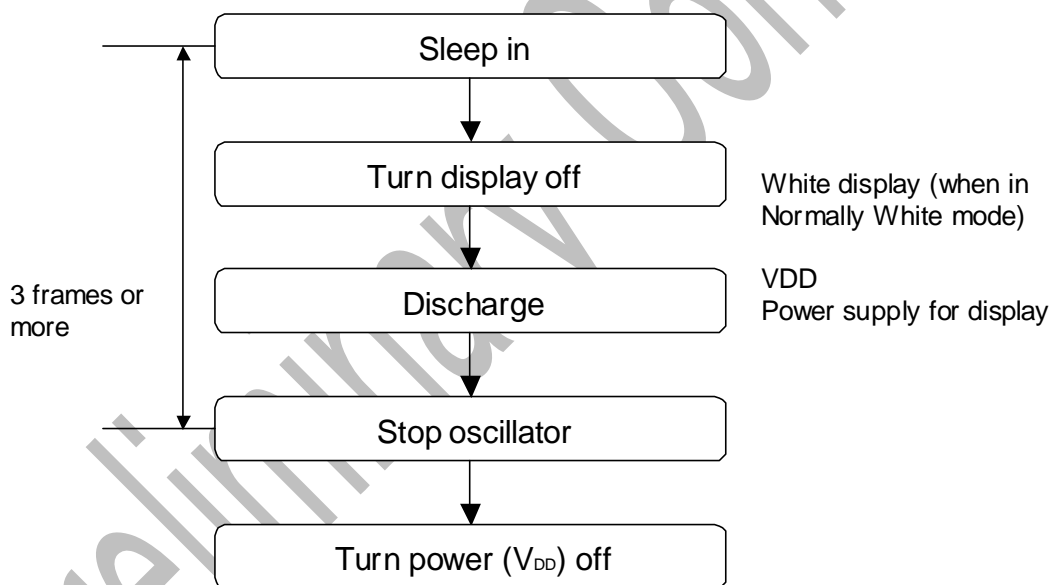 Sleep in
Turn display off
White display (when in
Normally White mode)
3 frames or
more
Discharge
VDD
Power supply for display
Stop oscillator
Turn power (VDD) off